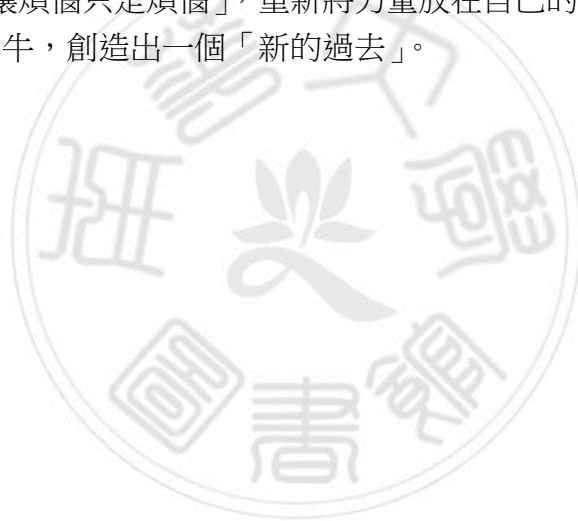 讓煩惱只是煩惱」，重新將力量放在自己的
牛，創造出一個「新的過去」。
書